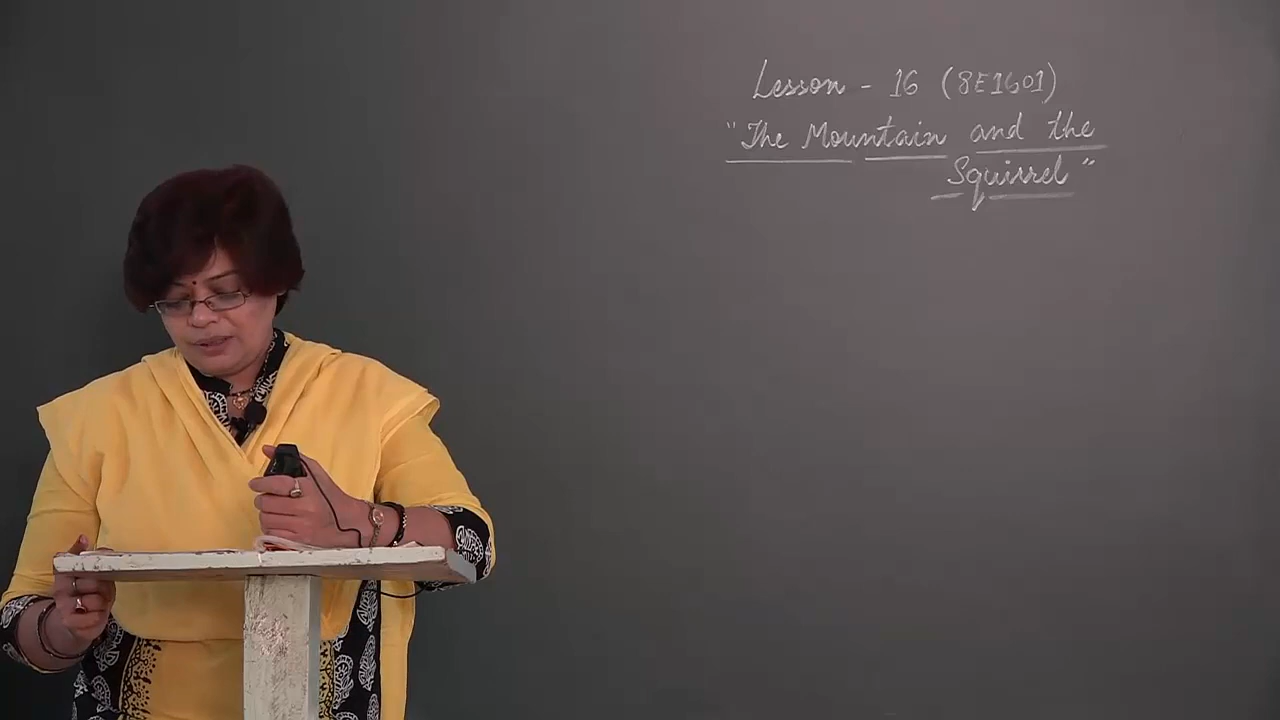 Lesson - 16 (8E1601)
"The Mountain and the
Squirrel"